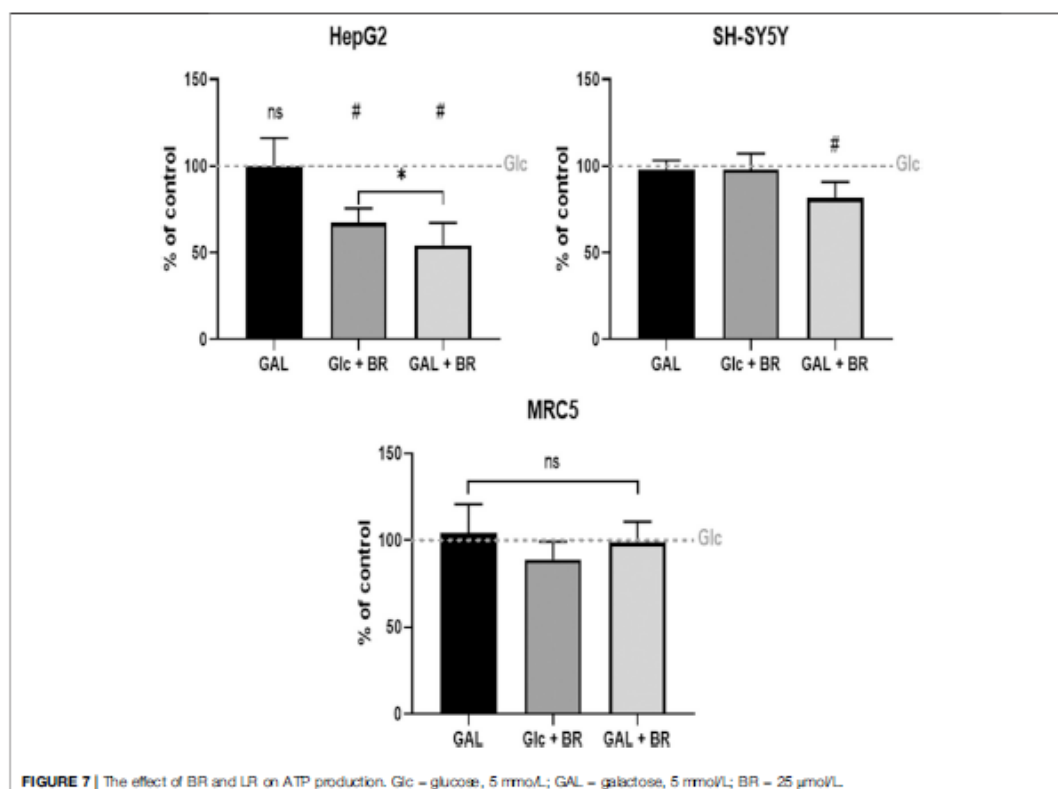 HepG2
SH-SY5Y
150
100
50
0
% of control
ns
#
#
*
Glc
GAL
Glc + BR
GAL + BR
150
100
50
0
% of control
#
Glc
GAL
Glc + BR
GAL + BR
MRC5
150
100
50
0
% of control
ns
Glc
GAL
Glc + BR
GAL + BR
FIGURE 7 | The effect of BR and LR on ATP production. Glc – glucose, 5 mmo/L; GAL – galactose, 5 mmol/L; BR – 25 µmol/L.